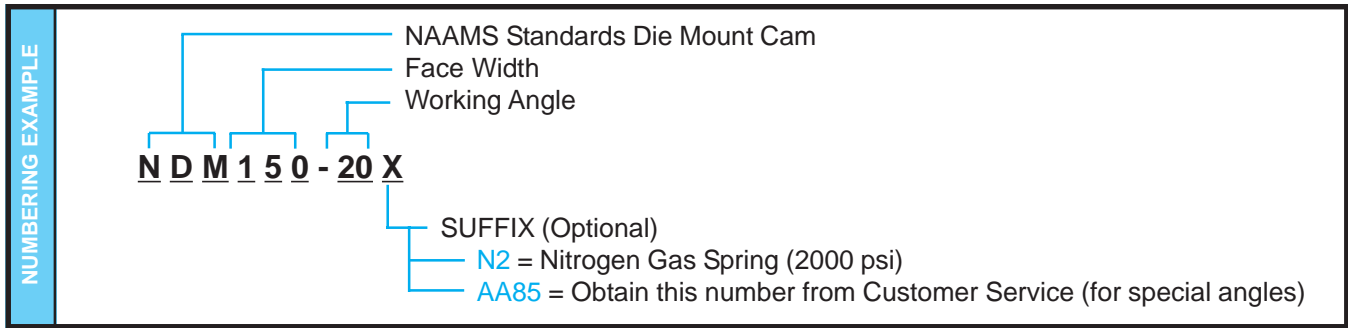 NUMBERING EXAMPLE
NAAMS Standards Die Mount Cam
Face Width
Working Angle
N D M 1 5 0 - 20 X
SUFFIX (Optional)
N2 = Nitrogen Gas Spring (2000 psi)
AA85 = Obtain this number from Customer Service (for special angles)